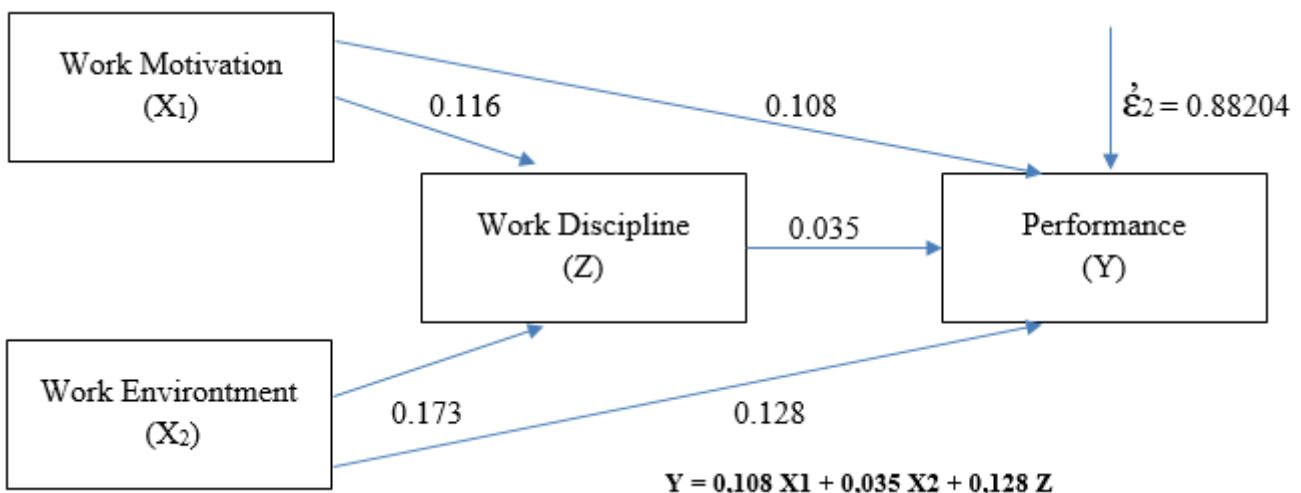 Work Motivation
(X₁)
0.116
0.108
ἐ2 = 0.88204
Work Discipline
(Z)
0.035
Performance
(Y)
Work Environtment
(X₂)
0.173
0.128
Y = 0,108 X1 + 0,035 X2 + 0,128 Z